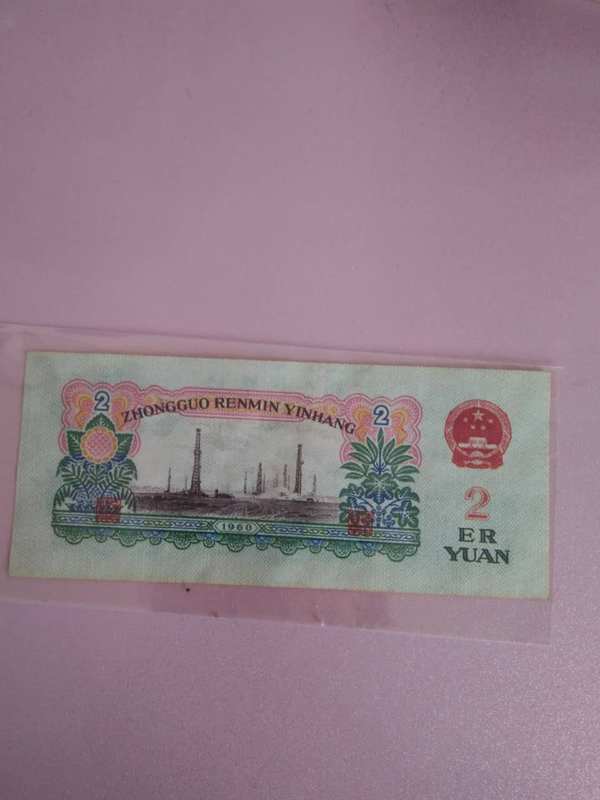 2
ZHONGGUO RENMIN YINHANG
2
1960
2
ER
YUAN